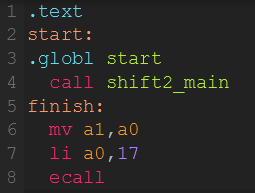 1 .text
2 start:
3 .globl start
4 call shift2_main
5 finish:
6 mv a1,a0
7 li a0,17
8 ecall